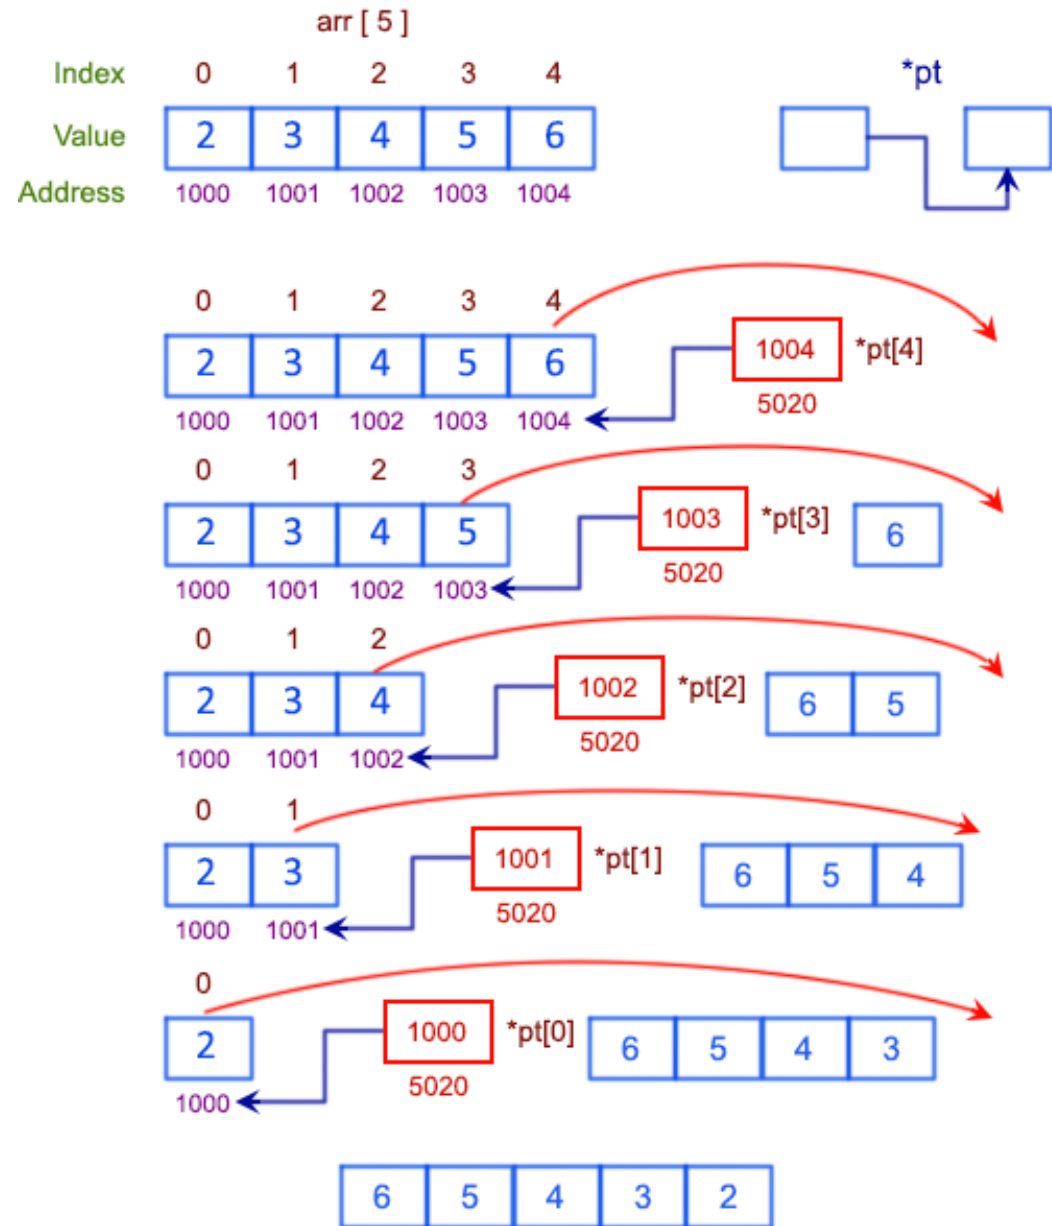 arr [ 5 ]
Index 0 1 2 3 4 *pt
Value 2 3 4 5 6
Address 1000 1001 1002 1003 1004
0 1 2 3 4
2 3 4 5 6 1004 *pt[4]
1000 1001 1002 1003 1004 5020
0 1 2 3
2 3 4 5 1003 *pt[3] 6
1000 1001 1002 1003 5020
0 1 2
2 3 4 1002 *pt[2] 6 5
1000 1001 1002 5020
0 1
2 3 1001 *pt[1] 6 5 4
1000 1001 5020
0
2 1000 *pt[0] 6 5 4 3
1000 5020
6 5 4 3 2